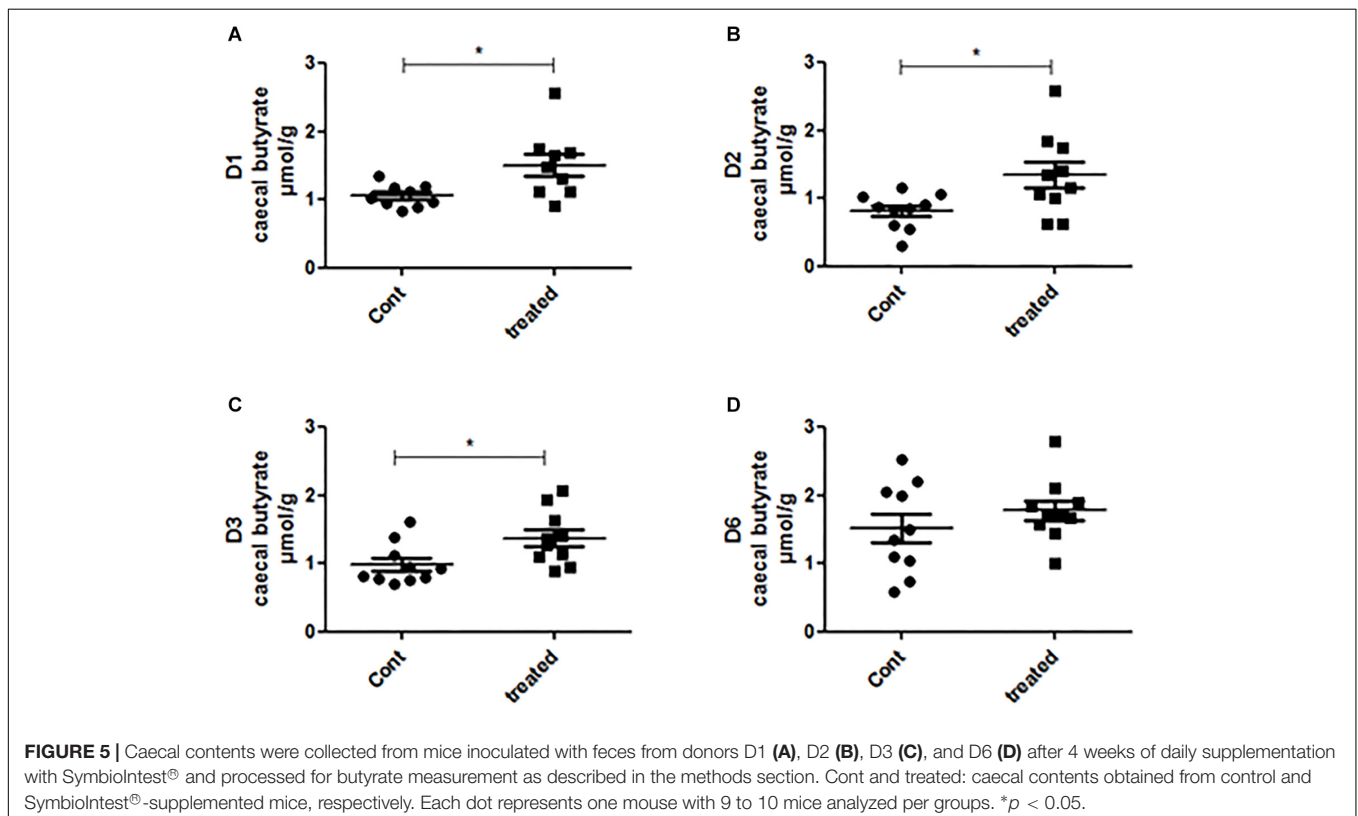 A
B
*
*
3
2
1
0
D1
caecal butyrate
µmol/g
Cont
treated
3
2
1
0
D2
caecal butyrate
µmol/g
Cont
treated
C
D
*
3
2
1
0
D3
caecal butyrate
µmol/g
Cont
treated
3
2
1
0
D6
caecal butyrate
µmol/g
Cont
treated
FIGURE 5 | Caecal contents were collected from mice inoculated with feces from donors D1 (A), D2 (B), D3 (C), and D6 (D) after 4 weeks of daily supplementation
with SymbioIntest® and processed for butyrate measurement as described in the methods section. Cont and treated: caecal contents obtained from control and
SymbioIntest®-supplemented mice, respectively. Each dot represents one mouse with 9 to 10 mice analyzed per groups. *p < 0.05.